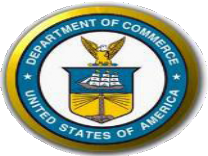 DEPARTMENT OF COMMERCE
UNITED STATES OF AMERICA